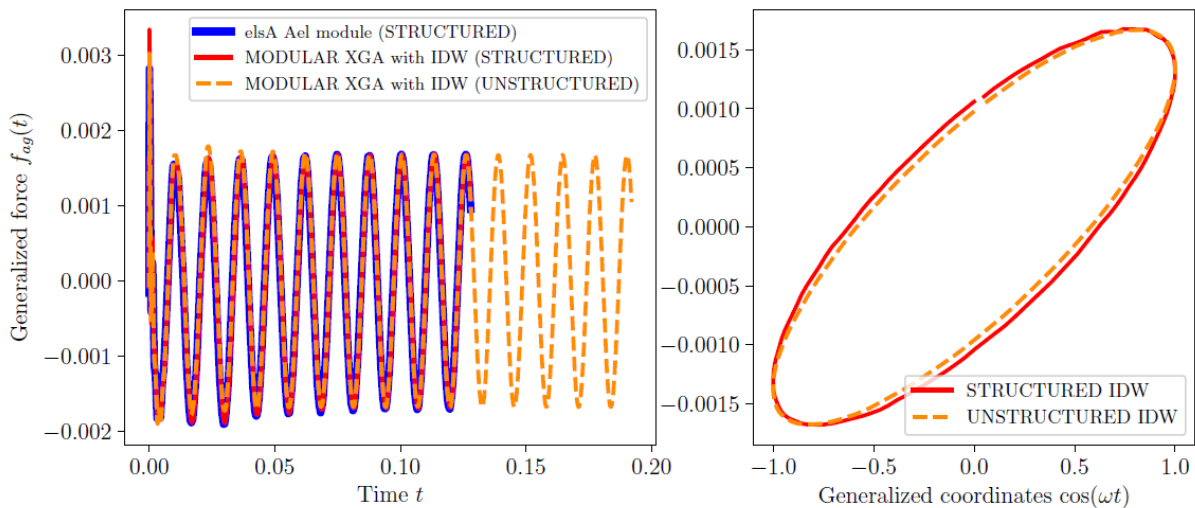 elsA Ael module (STRUCTURED)
MODULAR XGA with IDW (STRUCTURED)
MODULAR XGA with IDW (UNSTRUCTURED)
Generalized force f_ag(t)
0.003
0.002
0.001
0.000
−0.001
−0.002
0.00 0.05 0.10 0.15 0.20
Time t
0.0015
0.0010
0.0005
0.0000
−0.0005
−0.0010
−0.0015
STRUCTURED IDW
UNSTRUCTURED IDW
−1.0 −0.5 0.0 0.5 1.0
Generalized coordinates cos(ωt)